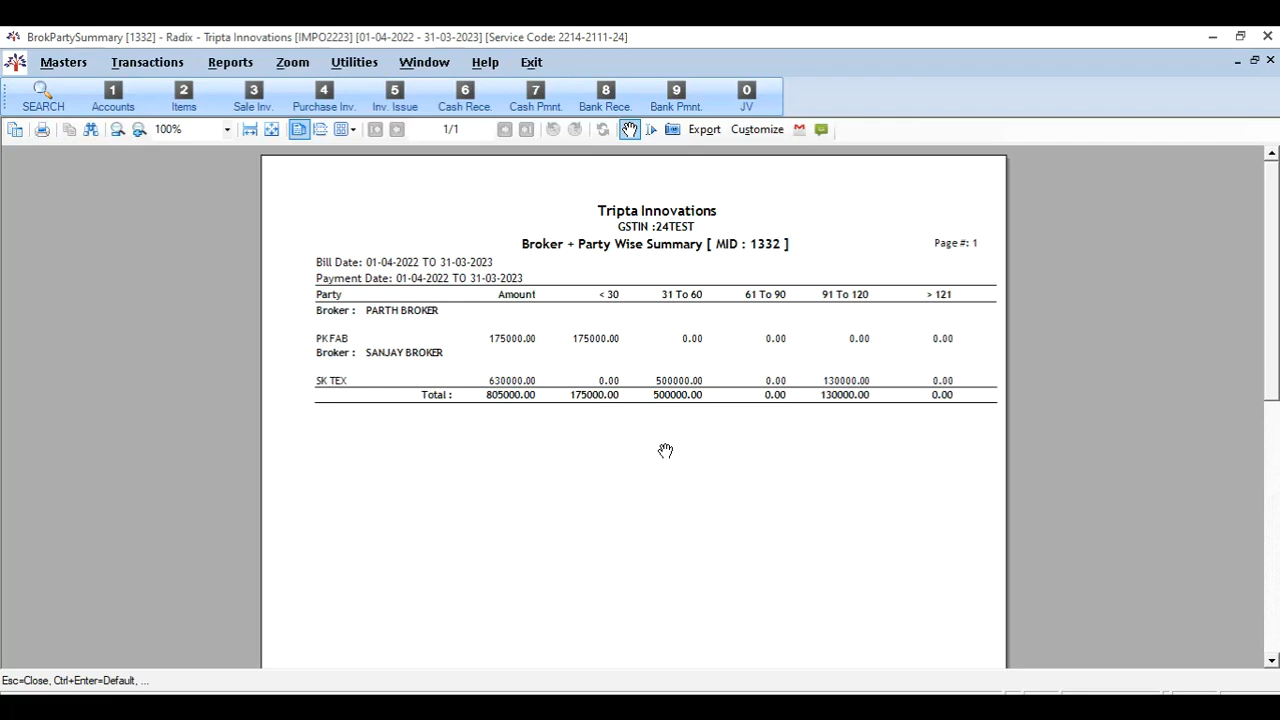 BrokPartySummary [1332] - Radix - Tripta Innovations [IMPO2223] [01-04-2022 - 31-03-2023] [Service Code: 2214-2111-24]
Masters Transactions Reports Zoom Utilities Window Help Exit
1 2 3 4 5 6 7 8 9 0
SEARCH Accounts Items Sale Inv. Purchase Inv. Inv. Issue Cash Rece. Cash Pmnt. Bank Rece. Bank Pmnt. JV
100% 1/1 Export Customize
Tripta Innovations
GSTIN :24TEST
Broker + Party Wise Summary [ MID : 1332 ] Page #: 1
Bill Date: 01-04-2022 TO 31-03-2023
Payment Date: 01-04-2022 TO 31-03-2023
Party Amount < 30 31 To 60 61 To 90 91 To 120 > 121
Broker : PARTH BROKER
PK FAB 175000.00 175000.00 0.00 0.00 0.00 0.00
Broker : SANJAY BROKER
SK TEX 630000.00 0.00 500000.00 0.00 130000.00 0.00
Total : 805000.00 175000.00 500000.00 0.00 130000.00 0.00
Esc=Close, Ctrl+Enter=Default, ...